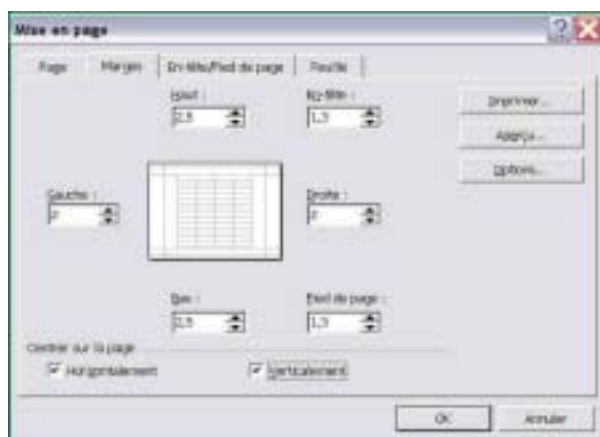 Mise en page
Page Marges En-tête/Pied de page Feuille
Haut : En-tête :
2,5 1,3
Imprimer...
Aperçu...
Options...
Gauche : Droite :
2 2
Bas : Pied de page :
2,5 1,3
Centrer sur la page
Horizontalement Verticalement
OK Annuler